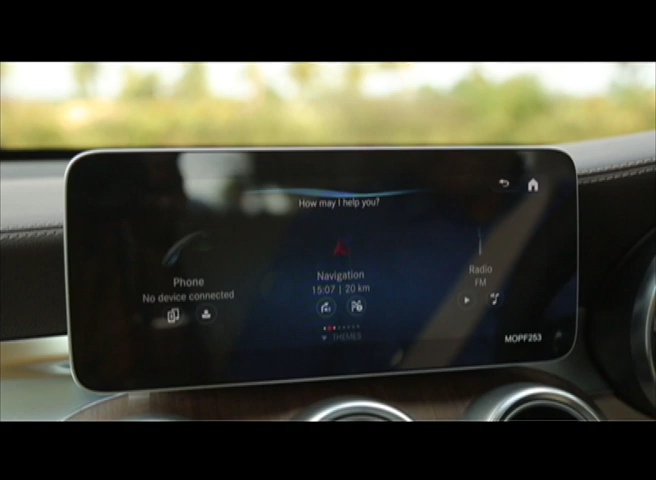 How may I help you?
Phone
No device connected
Navigation
15:07 | 20 km
Radio
FM
THEMES
MOPF253